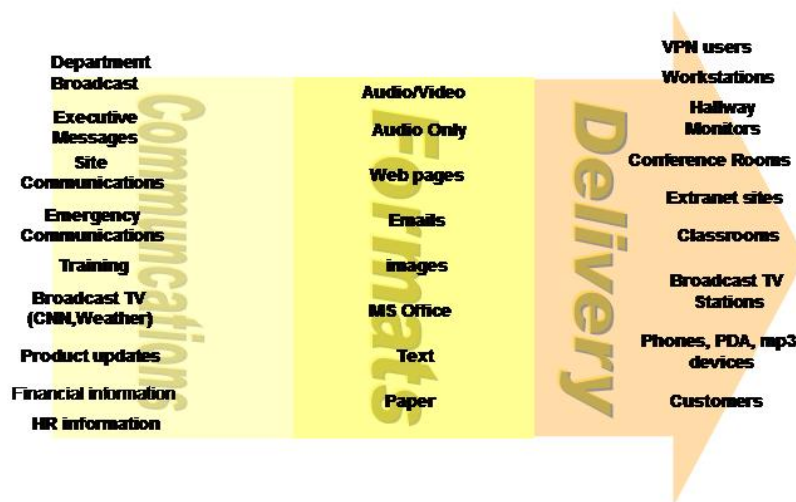 Department
Broadcast
Executive
Messages
Site
Communications
Emergency
Communications
Training
Broadcast TV
(CNN,Weather)
Product updates
Financial information
HR information
Communications
Audio/Video
Audio Only
Web pages
Emails
images
MS Office
Text
Paper
Formats
VPN users
Workstations
Hallway
Monitors
Conference Rooms
Extranet sites
Classrooms
Broadcast TV
Stations
Phones, PDA, mp3
devices
Customers
Delivery